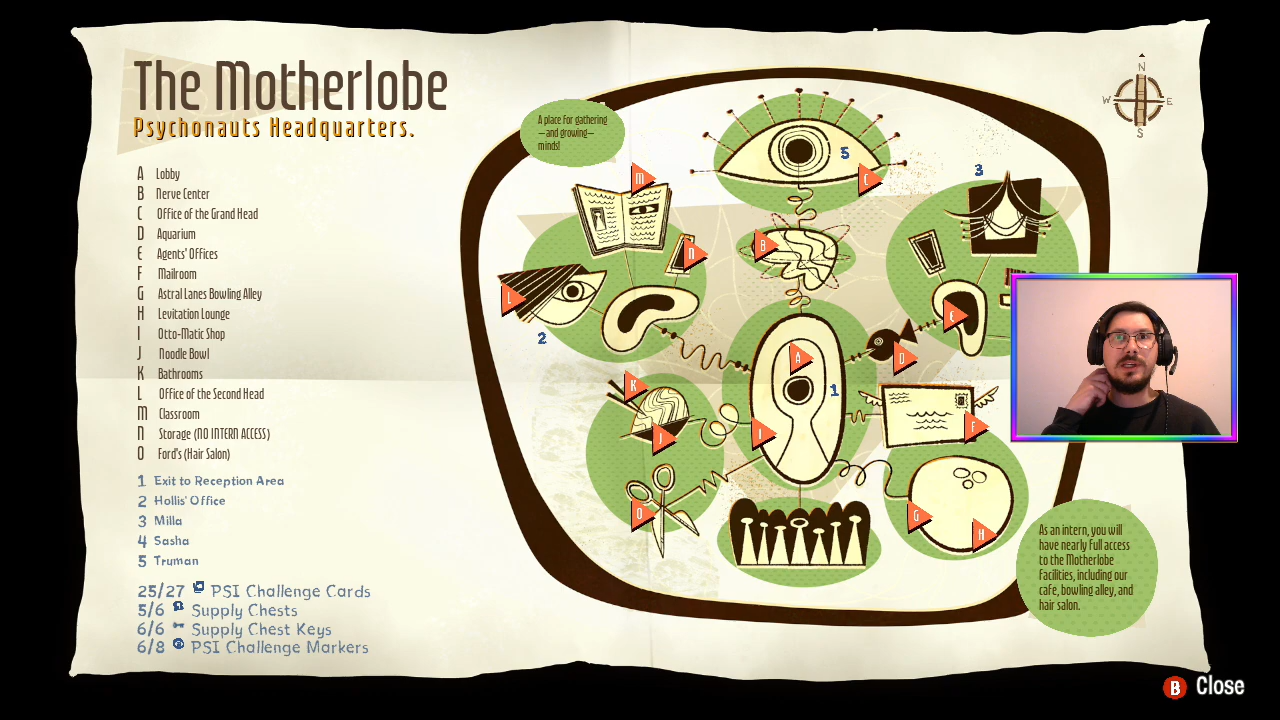 The Motherlobe
Psychonauts Headquarters.
A Lobby
B Nerve Center
C Office of the Grand Head
D Aquarium
E Agents' Offices
F Mailroom
G Astral Lanes Bowling Alley
H Levitation Lounge
I Otto-Matic Shop
J Noodle Bowl
K Bathrooms
L Office of the Second Head
M Classroom
N Storage (NO INTERN ACCESS)
O Ford's (Hair Salon)
1 Exit to Reception Area
2 Hollis' Office
3 Milla
4 Sasha
5 Truman
25/27 PSI Challenge Cards
5/6 Supply Chests
6/6 Supply Chest Keys
6/8 PSI Challenge Markers
A place for gathering
—and growing—
minds!
N
W E
S
5
C
3
M
B
N
L
2
E
A
D
1
K
J
I
F
O
G
H
As an intern, you will
have nearly full access
to the Motherlobe
facilities, including our
cafe, bowling alley, and
hair salon.
B Close